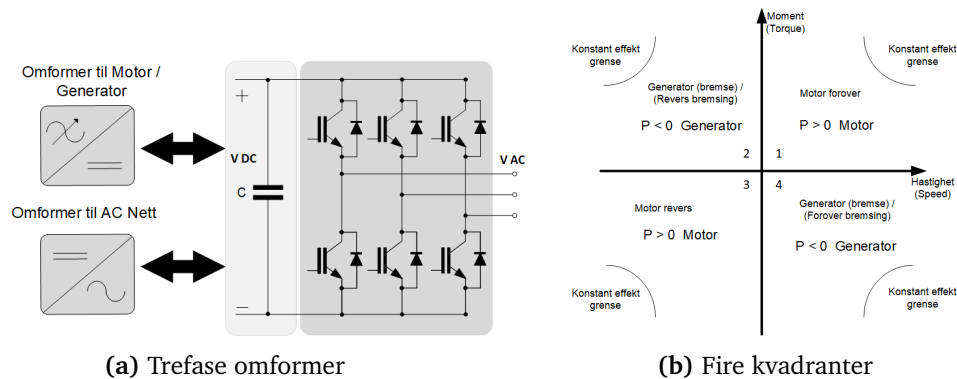 Omformer til Motor /
Generator
Omformer til AC Nett
+
V DC
C
V AC
(a) Trefase omformer
Moment
(Torque)
Konstant effekt
grense
Konstant effekt
grense
Generator (bremse) /
(Revers bremsing)
Motor forover
P < 0 Generator
P > 0 Motor
2 1
3 4
Hastighet
(Speed)
Motor revers
Generator (bremse) /
(Forover bremsing)
P > 0 Motor
P < 0 Generator
Konstant effekt
grense
Konstant effekt
grense
(b) Fire kvadranter